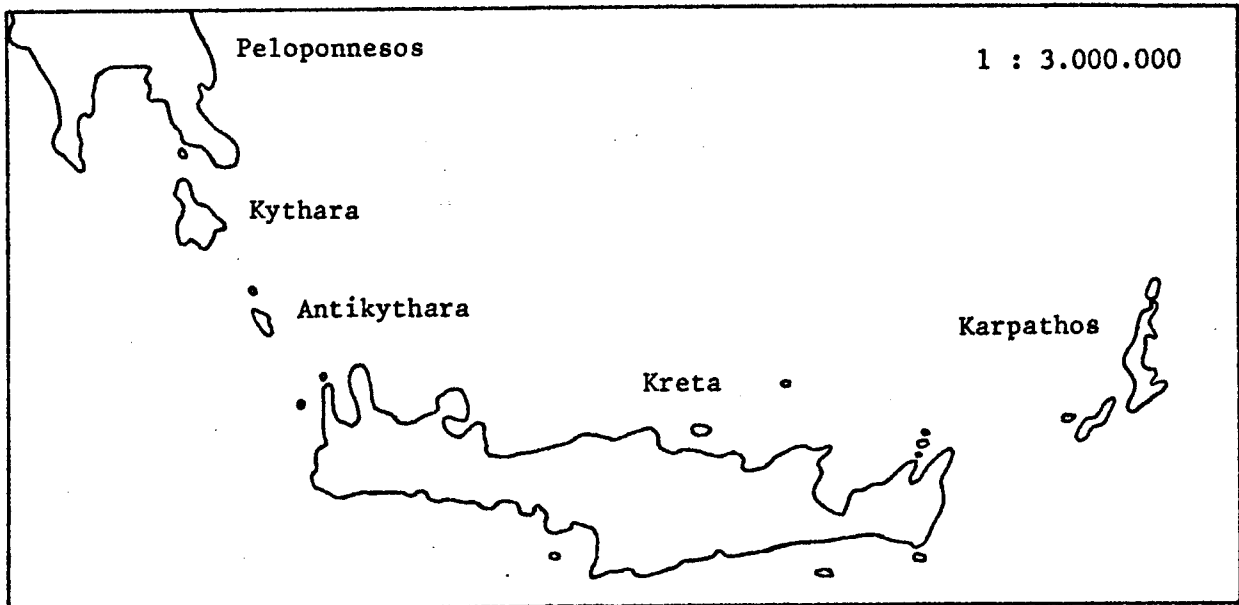 Peloponnesos
1 : 3.000.000
Kythara
Antikythara
Karpathos
Kreta